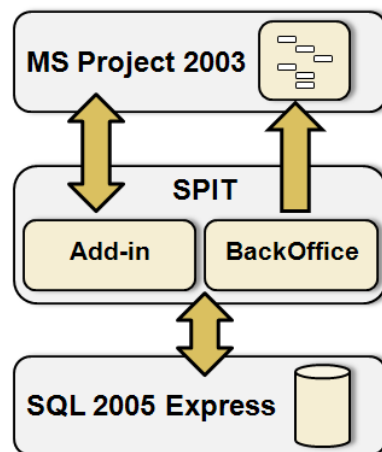 MS Project 2003
SPIT
Add-in
BackOffice
SQL 2005 Express